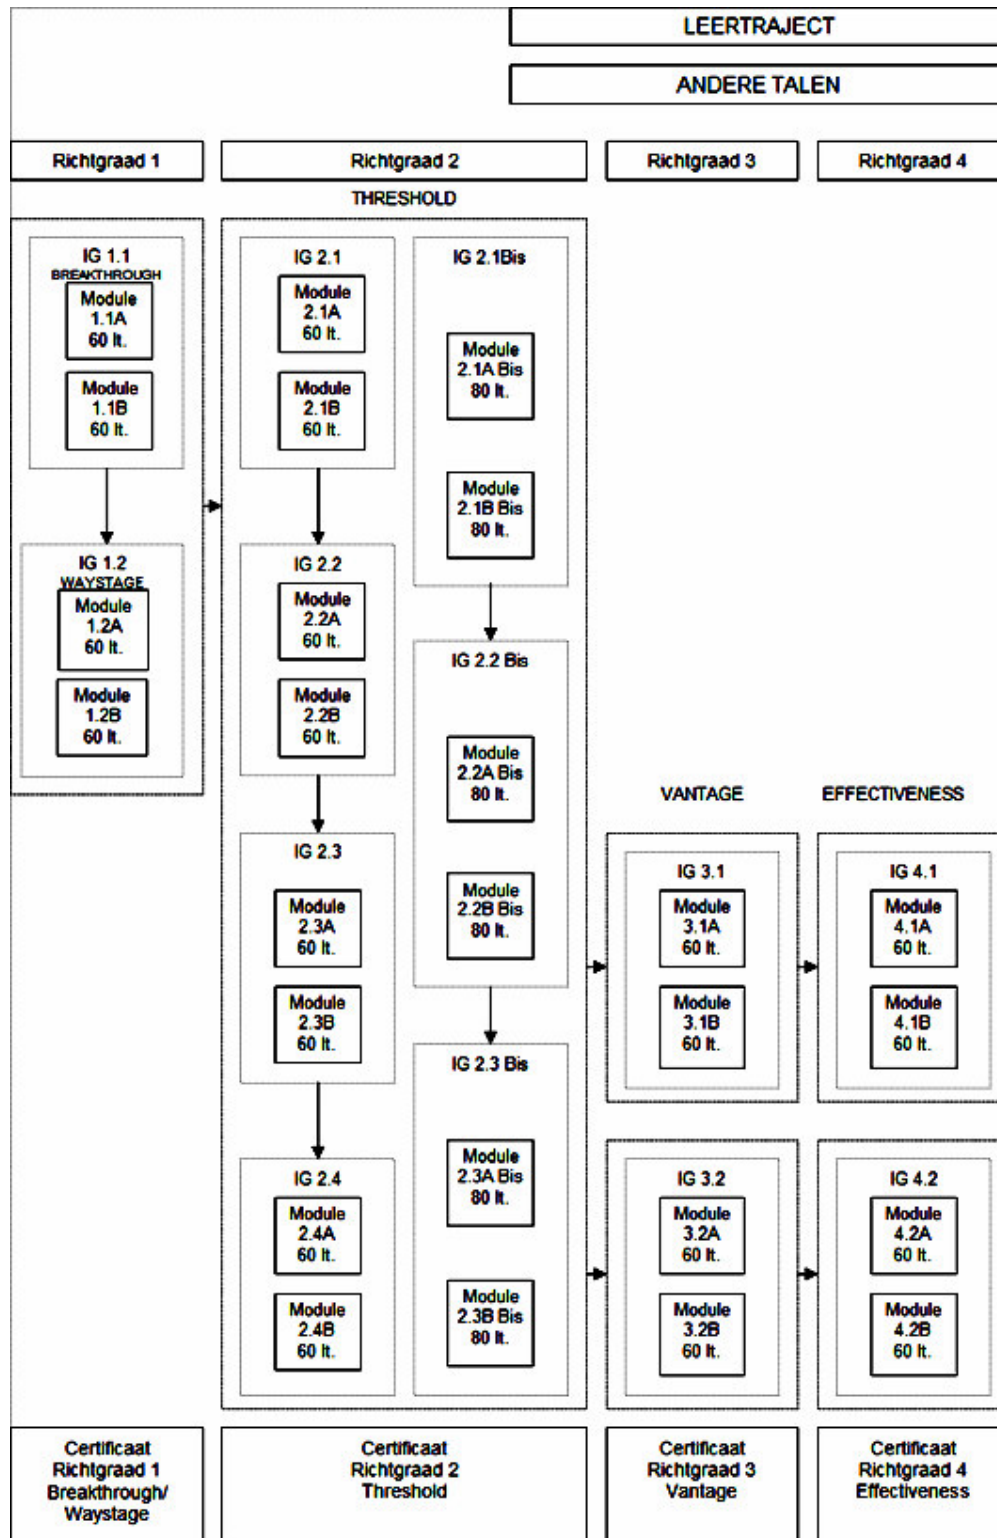 LEERTRAJECT
ANDERE TALEN
Richtgraad 1
Richtgraad 2
Richtgraad 3
Richtgraad 4
THRESHOLD
IG 1.1
BREAKTHROUGH
Module
1.1A
60 lt.
Module
1.1B
60 lt.
IG 1.2
WAYSTAGE
Module
1.2A
60 lt.
Module
1.2B
60 lt.
IG 2.1
Module
2.1A
60 lt.
Module
2.1B
60 lt.
IG 2.2
Module
2.2A
60 lt.
Module
2.2B
60 lt.
IG 2.3
Module
2.3A
60 lt.
Module
2.3B
60 lt.
IG 2.4
Module
2.4A
60 lt.
Module
2.4B
60 lt.
IG 2.1Bis
Module
2.1A Bis
80 lt.
Module
2.1B Bis
80 lt.
IG 2.2 Bis
Module
2.2A Bis
80 lt.
Module
2.2B Bis
80 lt.
IG 2.3 Bis
Module
2.3A Bis
80 lt.
Module
2.3B Bis
80 lt.
VANTAGE
IG 3.1
Module
3.1A
60 lt.
Module
3.1B
60 lt.
IG 3.2
Module
3.2A
60 lt.
Module
3.2B
60 lt.
EFFECTIVENESS
IG 4.1
Module
4.1A
60 lt.
Module
4.1B
60 lt.
IG 4.2
Module
4.2A
60 lt.
Module
4.2B
60 lt.
Certificaat
Richtgraad 1
Breakthrough/
Waystage
Certificaat
Richtgraad 2
Threshold
Certificaat
Richtgraad 3
Vantage
Certificaat
Richtgraad 4
Effectiveness